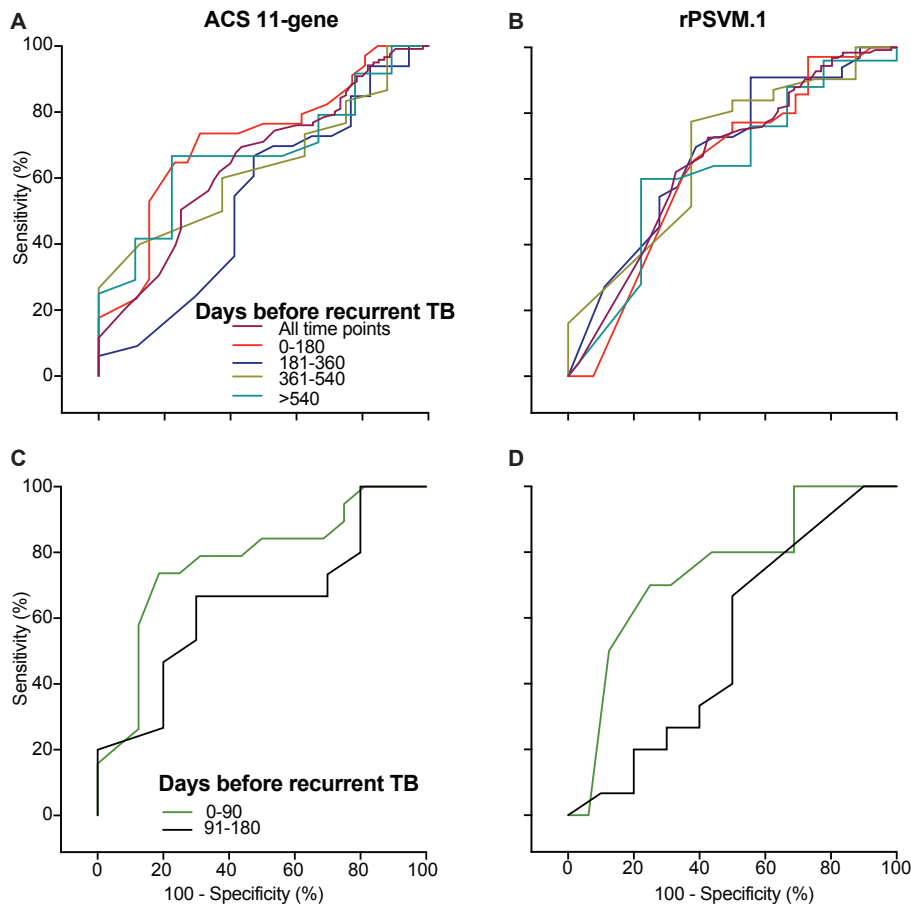 A
ACS 11-gene
B
rPSVM.1
100
80
60
40
20
0
Sensitivity (%)
Days before recurrent TB
All time points
0-180
181-360
361-540
>540
C
D
100
80
60
40
20
0
Sensitivity (%)
Days before recurrent TB
0-90
91-180
0 20 40 60 80 100
100 - Specificity (%)
0 20 40 60 80 100
100 - Specificity (%)